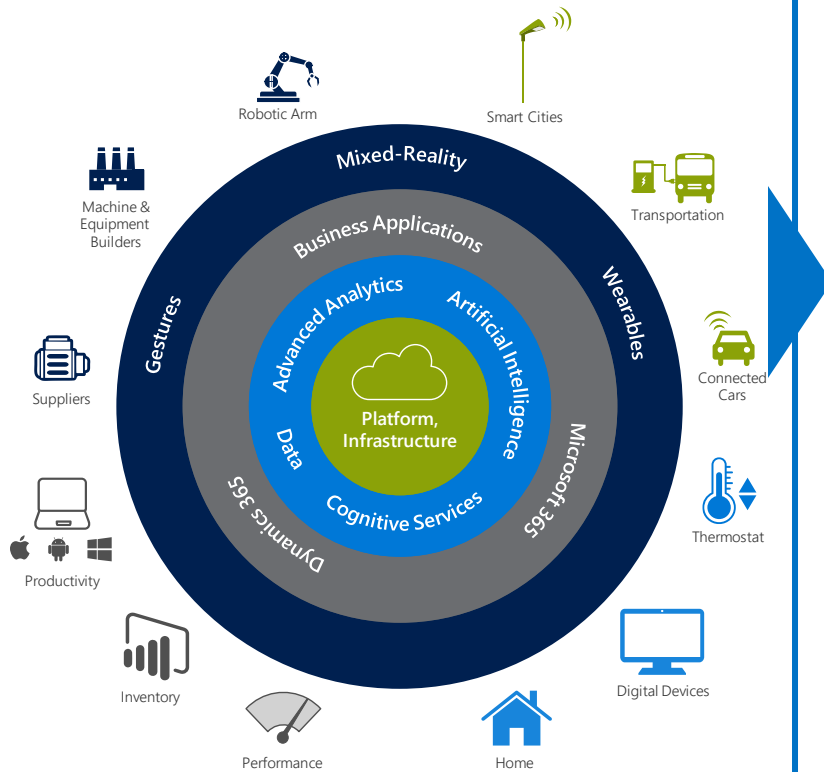 Robotic Arm
Smart Cities
Machine &
Equipment
Builders
Transportation
Suppliers
Connected
Cars
Productivity
Thermostat
Inventory
Digital Devices
Performance
Home
Mixed-Reality
Gestures
Wearables
Business Applications
Dynamics 365
Microsoft 365
Advanced Analytics
Artificial Intelligence
Data
Cognitive Services
Platform,
Infrastructure